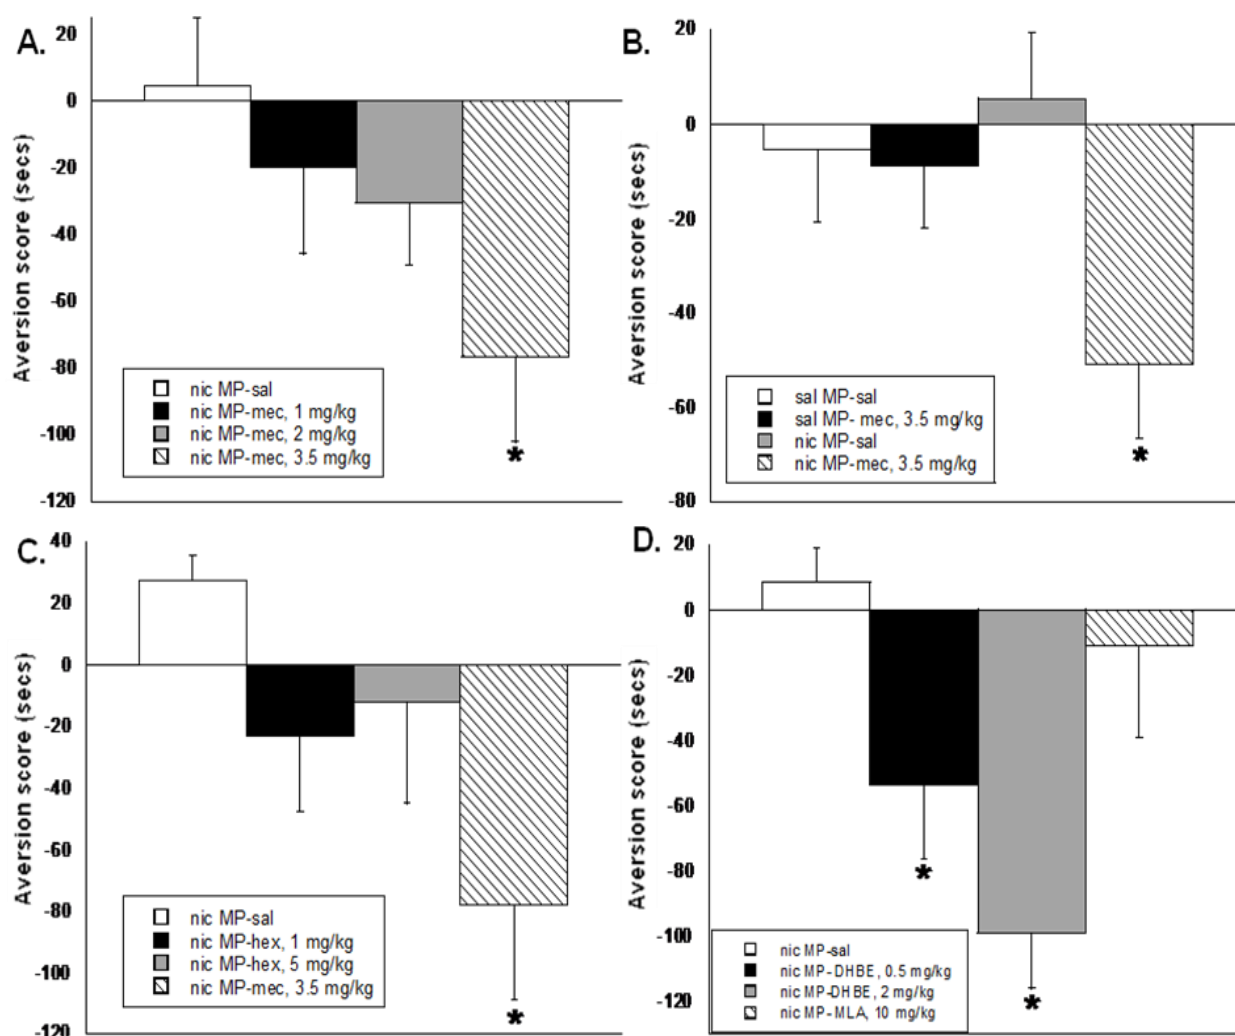 A.
20
0
-20
-40
-60
-80
-100
-120
Aversion score (secs)
nic MP-sal
nic MP-mec, 1 mg/kg
nic MP-mec, 2 mg/kg
nic MP-mec, 3.5 mg/kg
*
B.
20
0
-20
-40
-60
-80
Aversion score (secs)
sal MP-sal
sal MP- mec, 3.5 mg/kg
nic MP-sal
nic MP-mec, 3.5 mg/kg
*
C.
40
20
0
-20
-40
-60
-80
-100
-120
Aversion score (secs)
nic MP-sal
nic MP-hex, 1 mg/kg
nic MP-hex, 5 mg/kg
nic MP-mec, 3.5 mg/kg
*
D.
20
0
-20
-40
-60
-80
-100
-120
Aversion score (secs)
nic MP-sal
nic MP-DHBE, 0.5 mg/kg
nic MP-DHBE, 2 mg/kg
nic MP-MLA, 10 mg/kg
*
*